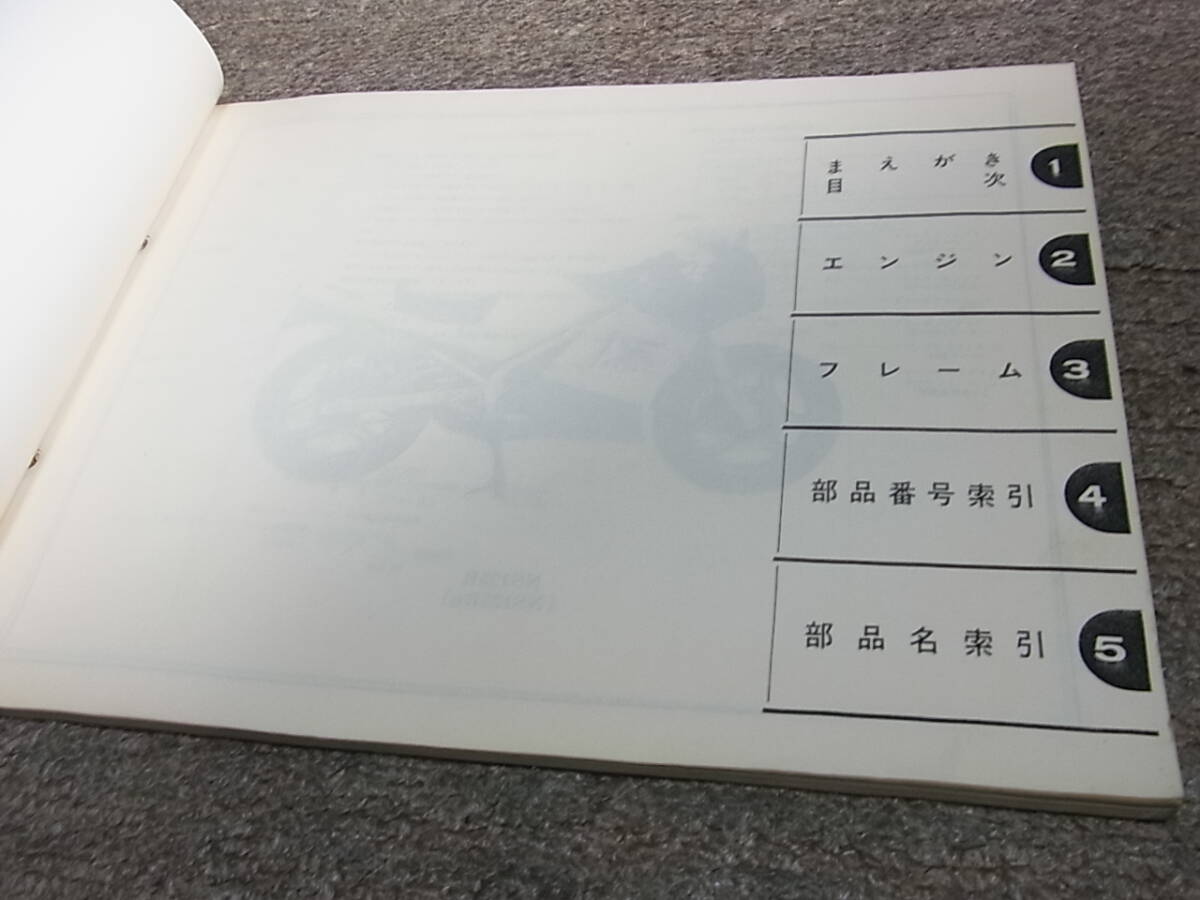 まえがき 1
目次
エンジン 2
フレーム 3
部品番号索引 4
部品名索引 5